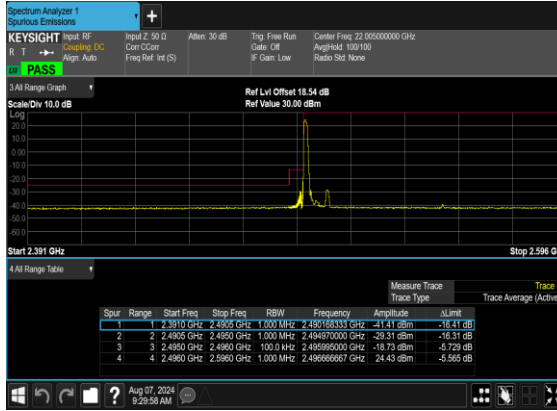 Spectrum Analyzer 1
Spurious Emissions
KEYSIGHT Input: RF Input Z: 50 Ω Atten: 30 dB Trig: Free Run Center Freq: 22.005000000 GHz
R T Coupling: DC Corr CCorr Gate: Off Avg|Hold: 100/100
Align: Auto Freq Ref: Int (S) IF Gain: Low Radio Std: None
PASS
3 All Range Graph
Ref Lvl Offset 18.54 dB
Scale/Div 10.0 dB Ref Value 30.00 dBm
Log
20.0
10.0
0.00
-10.0
-20.0
-30.0
-40.0
-50.0
-60.0
Start 2.391 GHz Stop 2.596 G
4 All Range Table
Measure Trace Trace
Trace Type Trace Average (Active
Spur Range Start Freq Stop Freq RBW Frequency Amplitude ΔLimit
1 1 2.3910 GHz 2.4905 GHz 1.000 MHz 2.490168333 GHz -41.41 dBm -16.41 dB
2 2 2.4905 GHz 2.4950 GHz 1.000 MHz 2.494970000 GHz -29.31 dBm -16.31 dB
3 3 2.4950 GHz 2.4960 GHz 100.0 kHz 2.495995000 GHz -18.73 dBm -5.729 dB
4 4 2.4960 GHz 2.5960 GHz 1.000 MHz 2.496666667 GHz 24.43 dBm -5.565 dB
Aug 07, 2024
9:29:58 AM